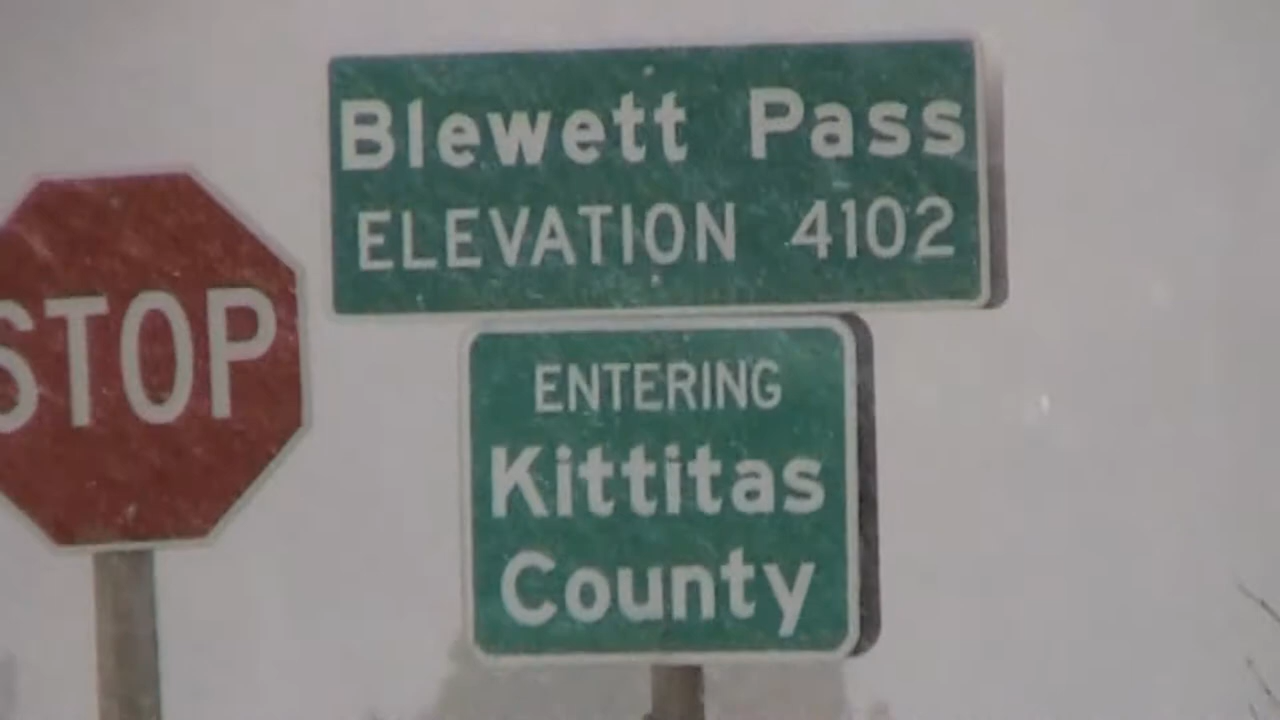 Blewett Pass
ELEVATION 4102
STOP
ENTERING
Kittitas
County